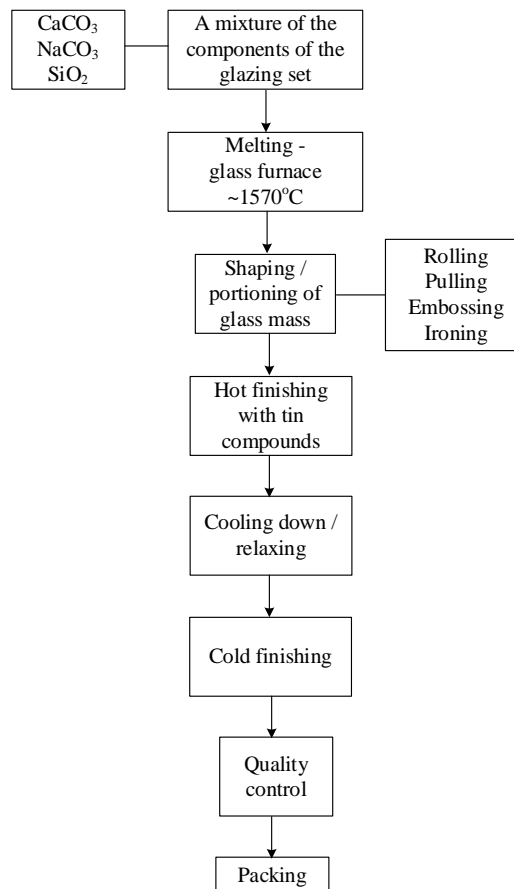 CaCO₃
NaCO₃
SiO₂
A mixture of the
components of the
glazing set
Melting -
glass furnace
~1570°C
Shaping /
portioning of
glass mass
Rolling
Pulling
Embossing
Ironing
Hot finishing
with tin
compounds
Cooling down /
relaxing
Cold finishing
Quality
control
Packing